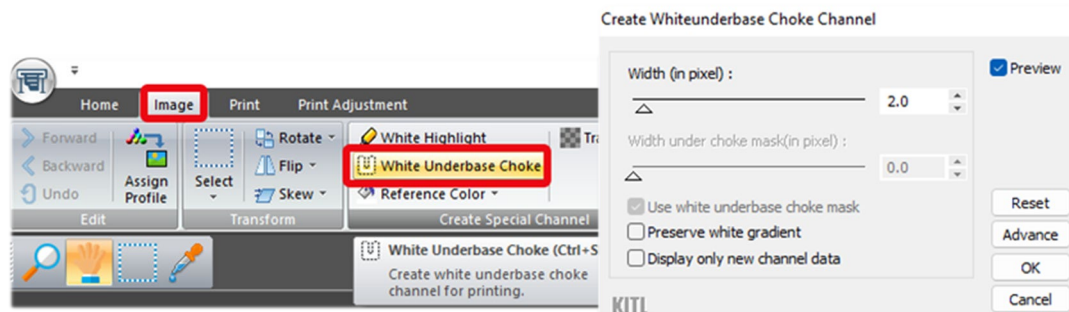 Create Whiteunderbase Choke Channel
Home Image Print Print Adjustment
Forward
Backward
Undo
Assign
Profile
Edit
Select
Rotate
Flip
Skew
Transform
White Highlight
White Underbase Choke
Reference Color
Create Special Channel
White Underbase Choke (Ctrl+S
Create white underbase choke
channel for printing.
Width (in pixel) :
2.0
Width under choke mask(in pixel) :
0.0
Use white underbase choke mask
Preserve white gradient
Display only new channel data
KITL
Preview
Reset
Advance
OK
Cancel